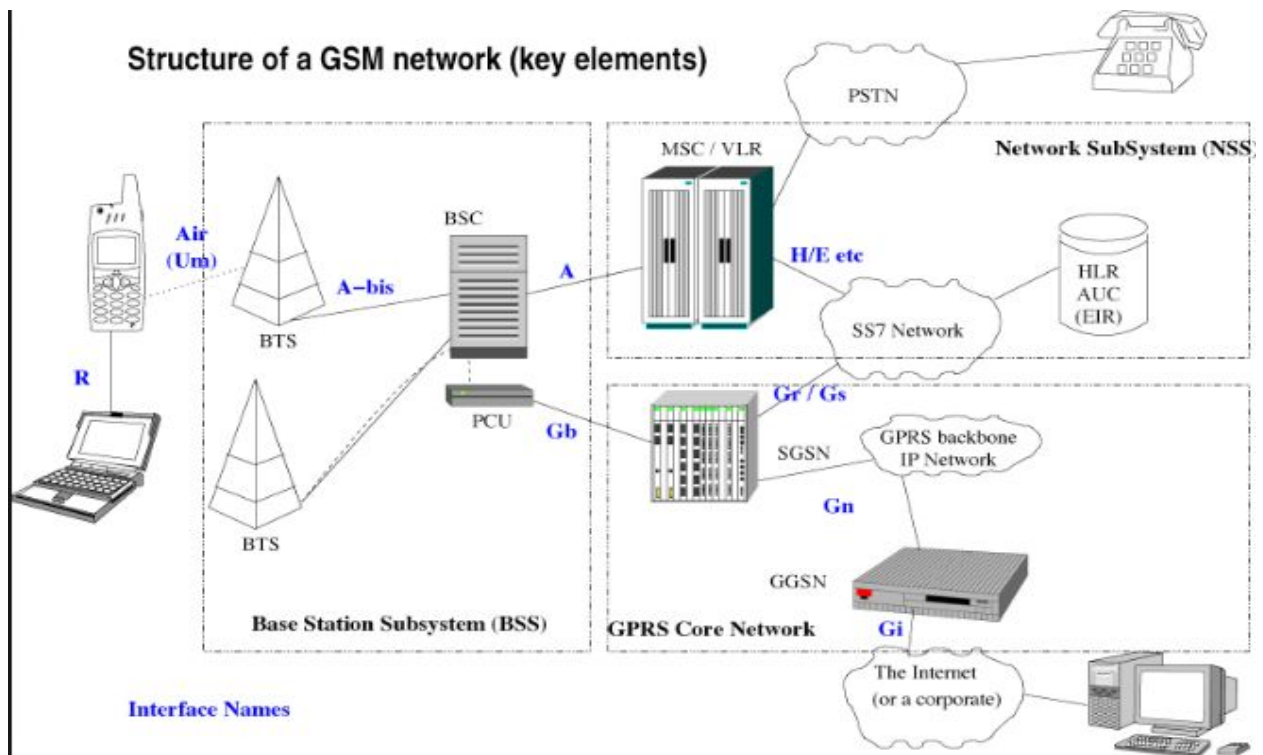 Structure of a GSM network (key elements)
PSTN
MSC / VLR
Network SubSystem (NSS)
BSC
Air
(Um)
A-bis
A
H/E etc
HLR
AUC
(EIR)
BTS
SS7 Network
R
PCU
Gb
Gr / Gs
SGSN
GPRS backbone
IP Network
Gn
BTS
GGSN
Base Station Subsystem (BSS)
GPRS Core Network
Gi
The Internet
(or a corporate)
Interface Names